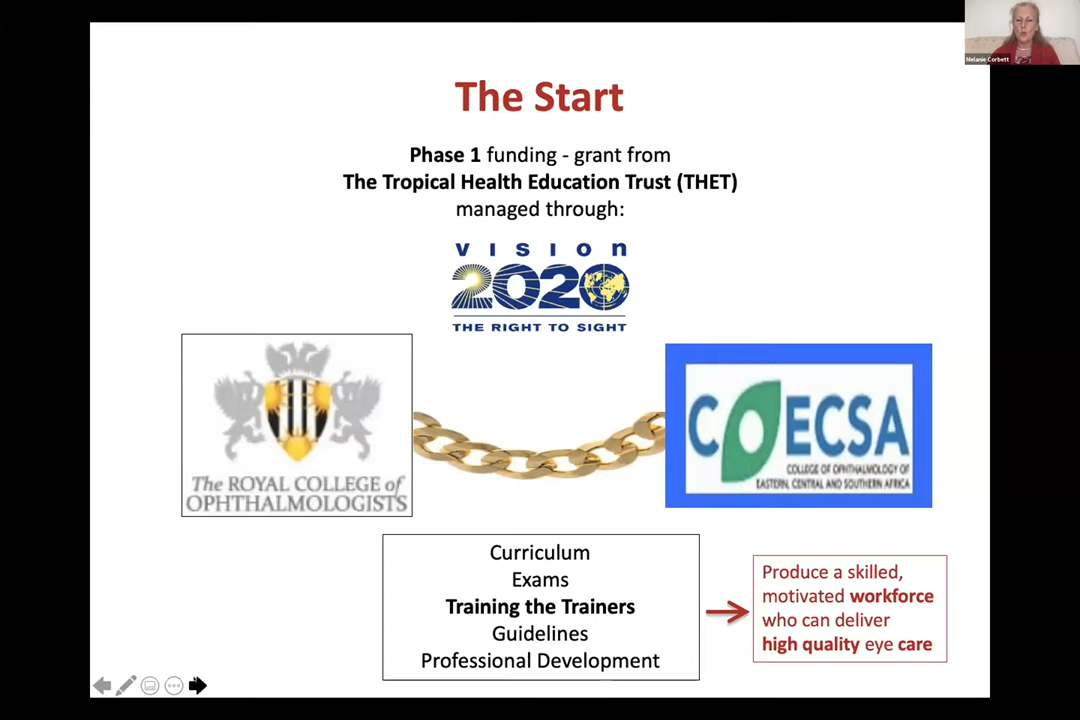 Melanie Corbett
The Start
Phase 1 funding - grant from
The Tropical Health Education Trust (THET)
managed through:
VISIOn
2020
THE RIGHT TO SIGHT
The ROYAL COLLEGE of
OPHTHALMOLOGISTS
COECSA
COLLEGE OF OPHTHALMOLOGY OF
EASTERN, CENTRAL AND SOUTHERN AFRICA
Curriculum
Exams
Training the Trainers
Guidelines
Professional Development
Produce a skilled,
motivated workforce
who can deliver
high quality eye care